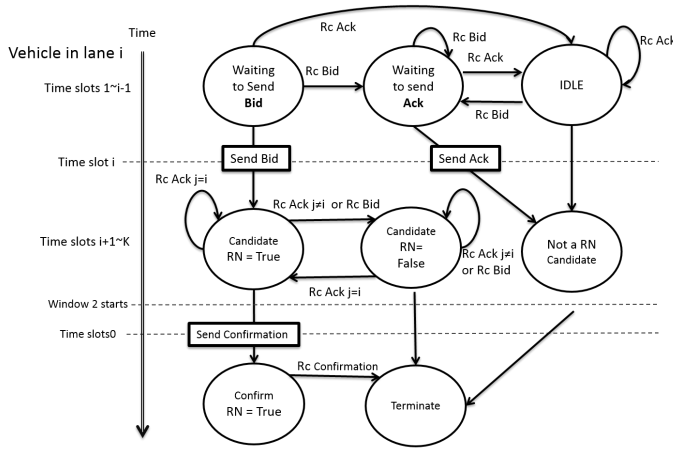 Time
Rc Ack
Vehicle in lane i
Rc Bid
Rc Ack
Rc Ack
Time slots 1~i-1
Waiting
to Send
Bid
Rc Bid
Waiting
to send
Ack
IDLE
Rc Bid
Time slot i
Send Bid
Send Ack
Rc Ack j=i
Rc Ack j≠i or Rc Bid
Time slots i+1~K
Candidate
RN = True
Candidate
RN=
False
Rc Ack j≠i
or Rc Bid
Not a RN
Candidate
Rc Ack j=i
Window 2 starts
Time slots0
Send Confirmation
Rc Confirmation
Confirm
RN = True
Terminate